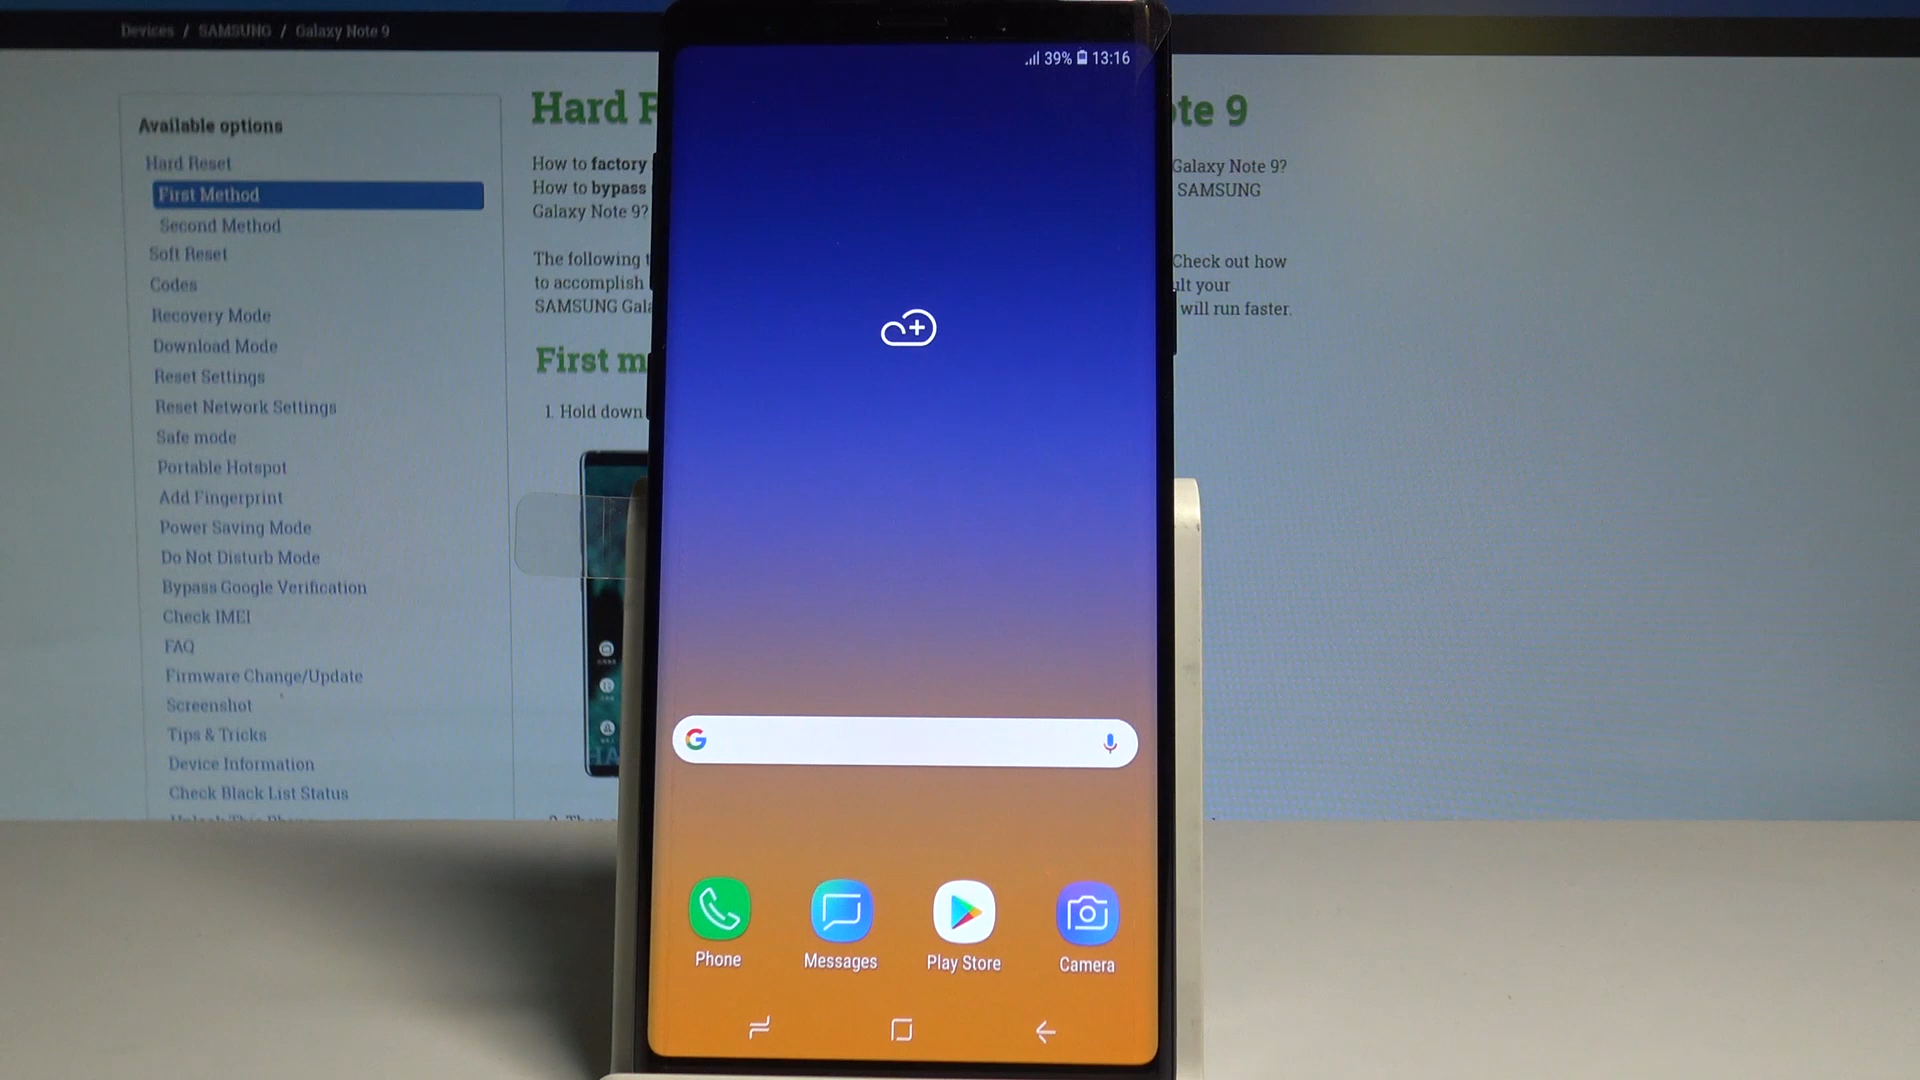 Devices / SAMSUNG / Galaxy Note 9
Available options
Hard Reset
First Method
Second Method
Soft Reset
Codes
Recovery Mode
Download Mode
Reset Settings
Reset Network Settings
Safe mode
Portable Hotspot
Add Fingerprint
Power Saving Mode
Do Not Disturb Mode
Bypass Google Verification
Check IMEI
FAQ
Firmware Change/Update
Screenshot
Tips & Tricks
Device Information
Check Black List Status
Hard
How to factory
How to bypass
Galaxy Note 9?
The following
to accomplish
SAMSUNG
First
1. Hold down
39% 13:16
G
Phone
Messages
Play Store
Camera
te 9
Galaxy Note 9?
SAMSUNG
Check out how
ult your
will run faster.